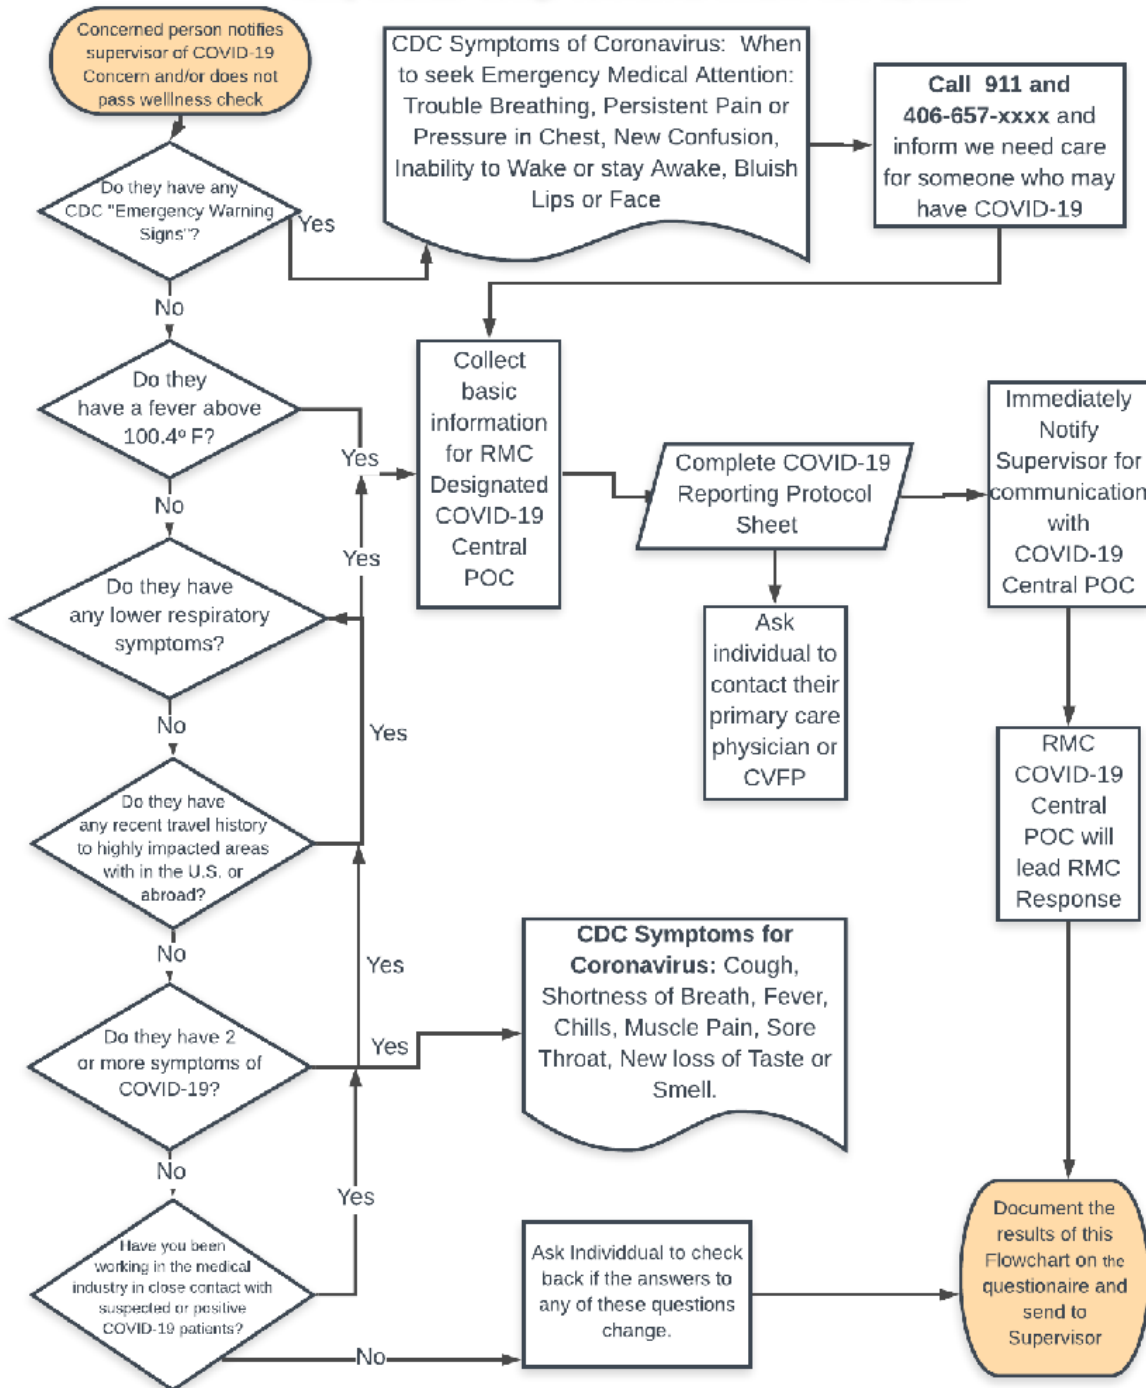 Concerned person notifies
supervisor of COVID-19
Concern and/or does not
pass welllness check
CDC Symptoms of Coronavirus: When
to seek Emergency Medical Attention:
Trouble Breathing, Persistent Pain or
Pressure in Chest, New Confusion,
Inability to Wake or stay Awake, Bluish
Lips or Face
Call 911 and
406-657-xxxx and
inform we need care
for someone who may
have COVID-19
Do they have any
CDC "Emergency Warning
Signs"?
Yes
No
Do they
have a fever above
100.4º F?
Yes
Collect
basic
information
for RMC
Designated
COVID-19
Central
POC
Complete COVID-19
Reporting Protocol
Sheet
Immediately
Notify
Supervisor for
communication
with
COVID-19
Central POC
No
Yes
Do they have
any lower respiratory
symptoms?
Ask
individual to
contact their
primary care
physician or
CVFP
No
Yes
RMC
COVID-19
Central
POC will
lead RMC
Response
Do they have
any recent travel history
to highly impacted areas
with in the U.S. or
abroad?
No
Yes
CDC Symptoms for
Coronavirus: Cough,
Shortness of Breath, Fever,
Chills, Muscle Pain, Sore
Throat, New loss of Taste or
Smell.
Do they have 2
or more symptoms of
COVID-19?
Yes
No
Yes
Have you been
working in the medical
industry in close contact with
suspected or positive
COVID-19 patients?
No
Ask Individdual to check
back if the answers to
any of these questions
change.
Document the
results of this
Flowchart on the
questionaire and
send to
Supervisor